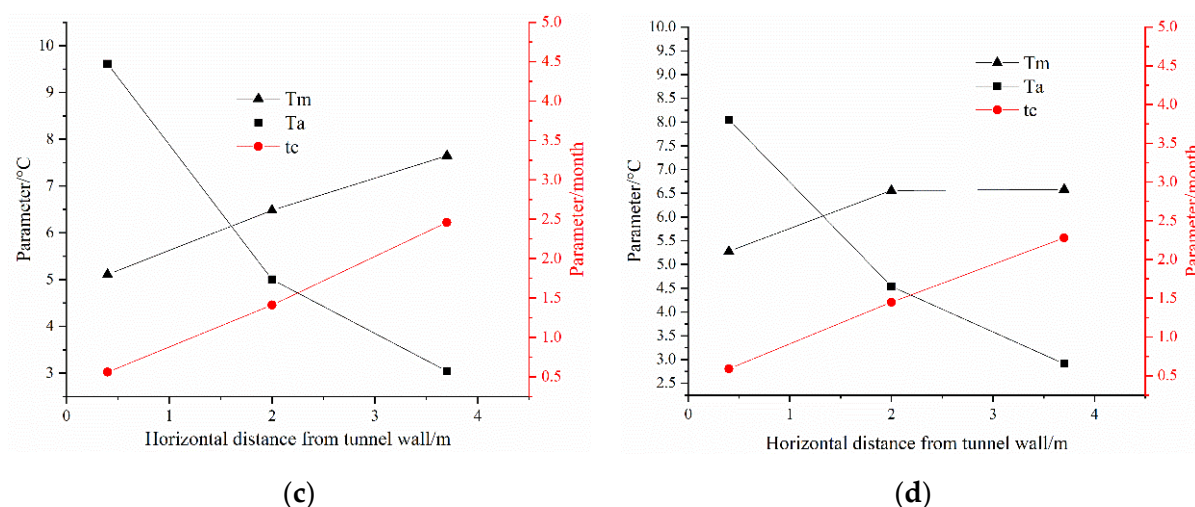 10
9
8
7
6
5
4
3
Parameter/°C
Tm
Ta
tc
5.0
4.5
4.0
3.5
3.0
2.5
2.0
1.5
1.0
0.5
Parameter/month
0 1 2 3 4
Horizontal distance from tunnel wall/m
(c)
10.0
9.5
9.0
8.5
8.0
7.5
7.0
6.5
6.0
5.5
5.0
4.5
4.0
3.5
3.0
2.5
Parameter/°C
Tm
Ta
tc
5.0
4.5
4.0
3.5
3.0
2.5
2.0
1.5
1.0
0.5
Parameter/month
0 1 2 3 4
Horizontal distance from tunnel wall/m
(d)